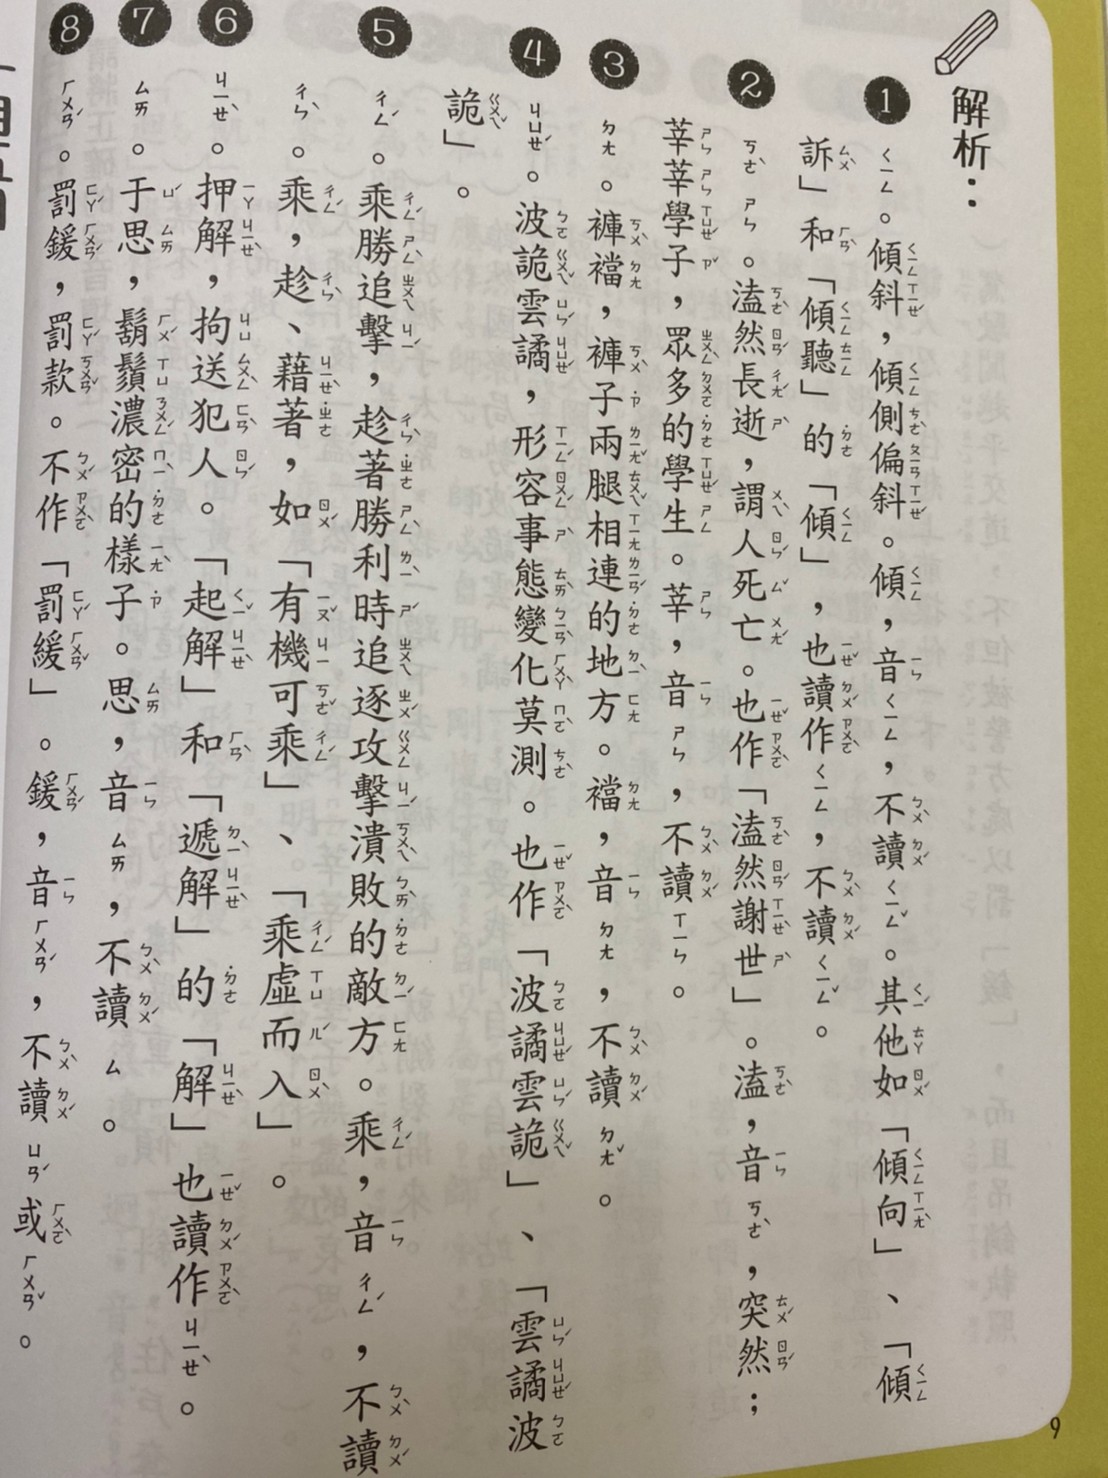 解析：
1 ㄑㄧㄥ。傾斜，傾側偏斜。傾，音ㄑㄧㄥ，不讀ㄑㄧㄥˇ。其他如「傾向」、「傾
訴」和「傾聽」的「傾」，也讀作ㄑㄧㄥ，不讀ㄑㄧㄥˇ。
2 ㄎㄜˋ ㄕㄣ。溘然長逝，謂人死亡。也作「溘然謝世」。溘，音ㄎㄜˋ，突然；
莘莘學子，眾多的學生。莘，音ㄕㄣ，不讀ㄒㄧㄣ。
3 ㄉㄤ。褲襠，褲子兩腿相連的地方。襠，音ㄉㄤ，不讀ㄉㄤˇ。
4 ㄐㄩㄝˊ。波詭雲譎，形容事態變化莫測。也作「波譎雲詭」、「雲譎波
詭」。
5 ㄔㄥˊ。乘勝追擊，趁著勝利時追逐攻擊潰敗的敵方。乘，音ㄔㄥˊ，不讀
ㄔㄣˋ。乘，趁、藉著，如「有機可乘」、「乘虛而入」。
6 ㄐㄧㄝˋ。押解，拘送犯人。「起解」和「遞解」的「解」也讀作ㄐㄧㄝˋ。
7 ㄙㄞ。于思，鬍鬚濃密的樣子。思，音ㄙㄞ，不讀ㄙ。
8 ㄏㄨㄢˊ。罰鍰，罰款。不作「罰緩」。鍰，音ㄏㄨㄢˊ，不讀ㄩㄢˊ或ㄏㄨㄢˇ。
9